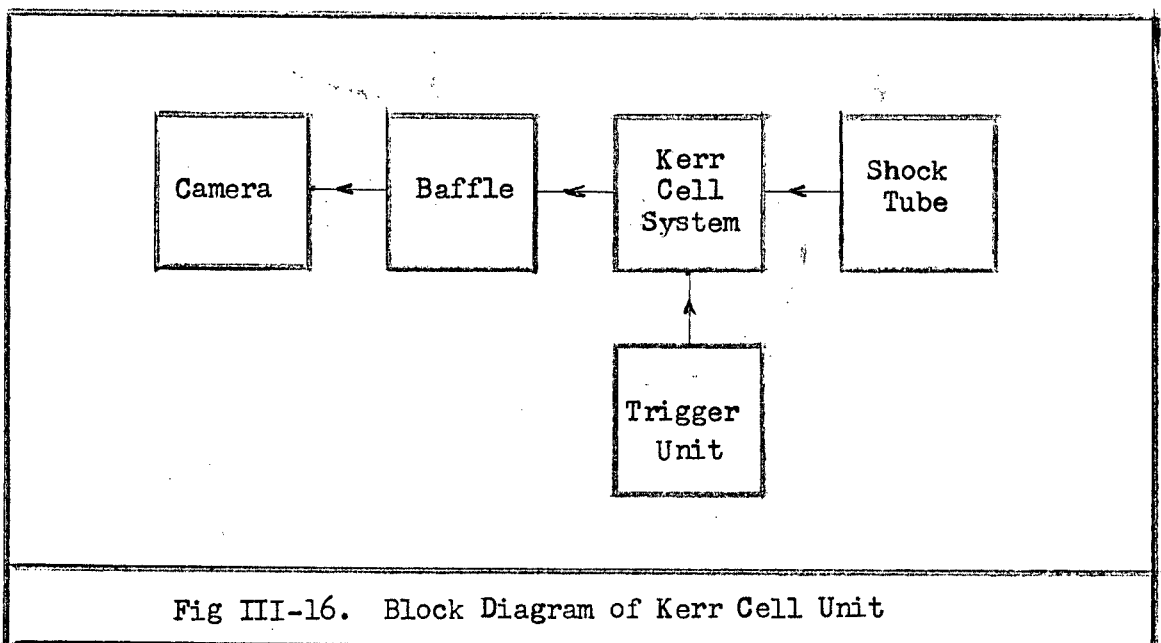 Camera
Baffle
Kerr
Cell
System
Shock
Tube
Trigger
Unit
Fig III-16. Block Diagram of Kerr Cell Unit